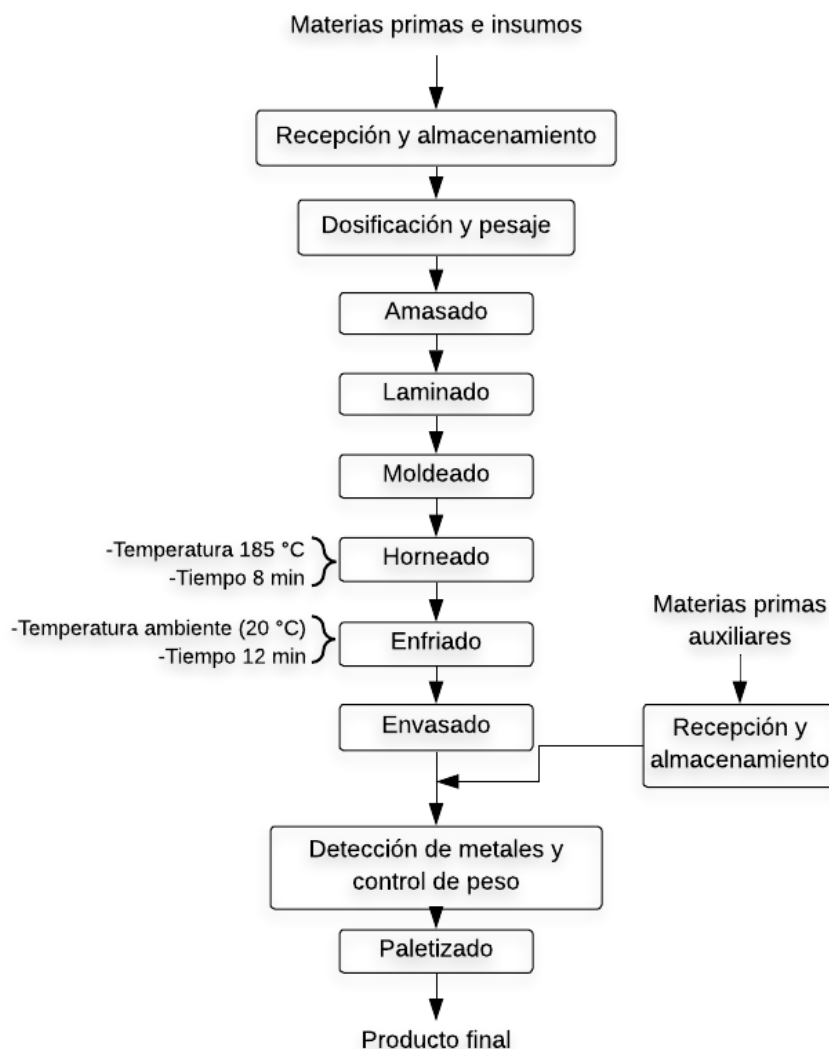 Materias primas e insumos
Recepción y almacenamiento
Dosificación y pesaje
Amasado
Laminado
Moldeado
-Temperatura 185 °C
-Tiempo 8 min
Horneado
-Temperatura ambiente (20 °C)
-Tiempo 12 min
Enfriado
Materias primas
auxiliares
Envasado
Recepción y
almacenamiento
Detección de metales y
control de peso
Paletizado
Producto final